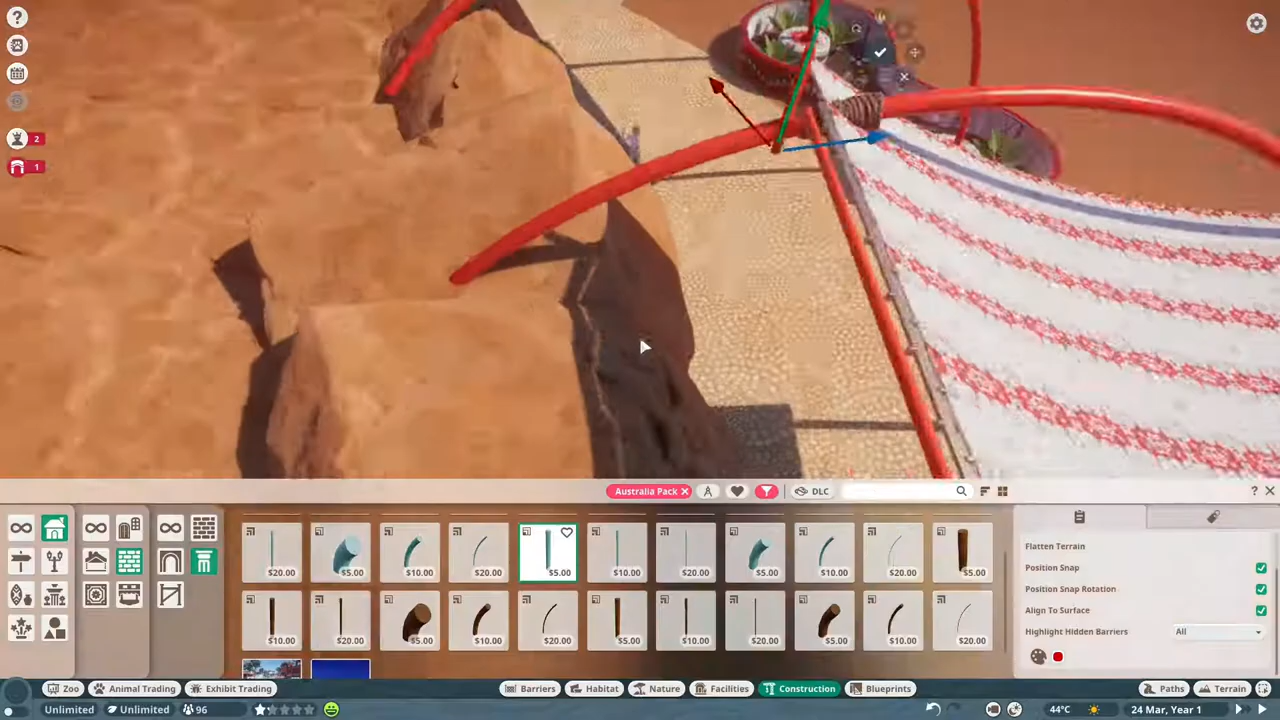 ?
2
1
Australia Pack ×
DLC
? ×
$20.00 $5.00 $10.00 $20.00 $5.00 $10.00 $20.00 $5.00 $10.00 $20.00 $5.00
$10.00 $20.00 $5.00 $10.00 $20.00 $5.00 $10.00 $20.00 $5.00 $10.00 $20.00
Flatten Terrain
Position Snap
Position Snap Rotation
Align To Surface
Highlight Hidden Barriers All
Zoo Animal Trading Exhibit Trading Barriers Habitat Nature Facilities Construction Blueprints Paths Terrain
Unlimited Unlimited 96 44°C 24 Mar, Year 1